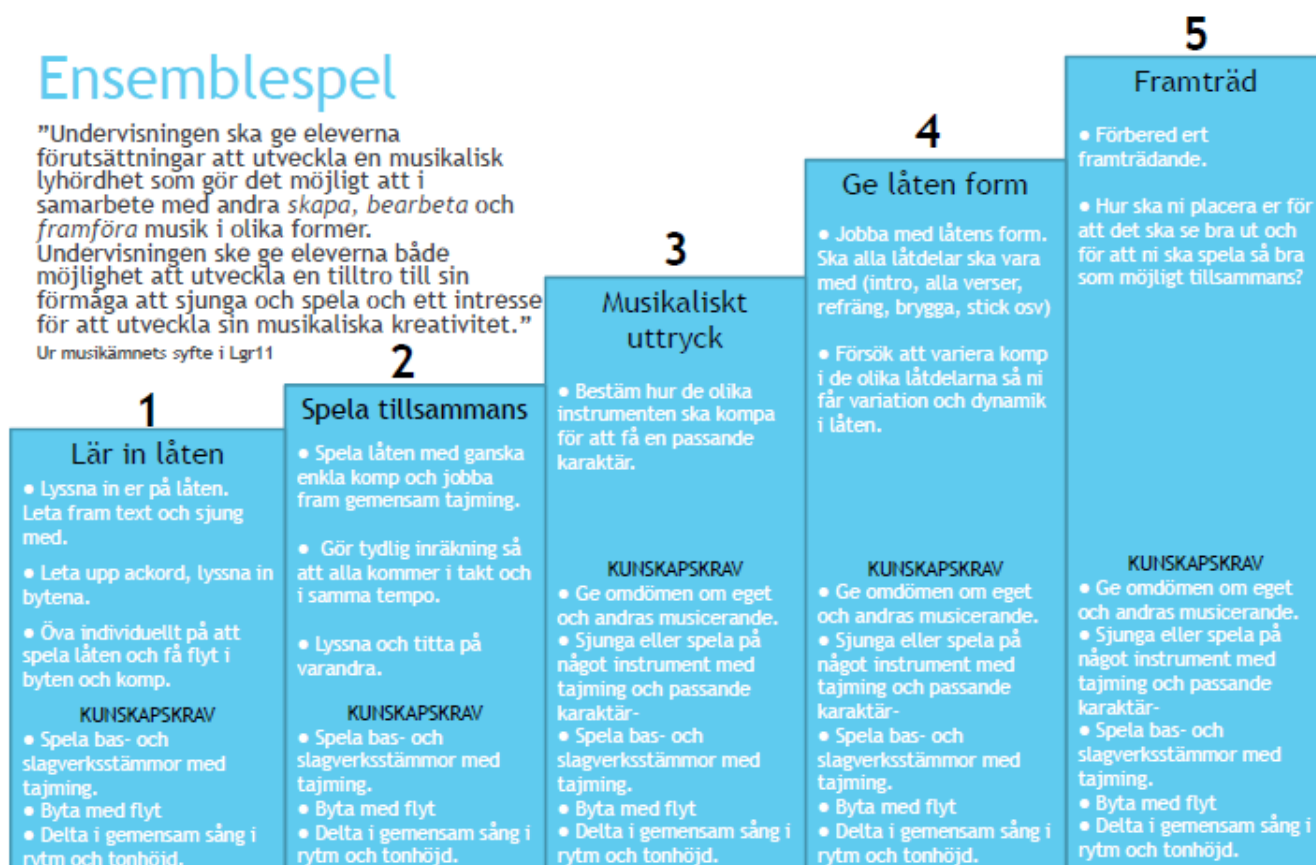 Ensemblespel
”Undervisningen ska ge eleverna
förutsättningar att utveckla en musikalisk
lyhördhet som gör det möjligt att i
samarbete med andra skapa, bearbeta och
framföra musik i olika former.
Undervisningen ske ge eleverna både
möjlighet att utveckla en tilltro till sin
förmåga att sjunga och spela och ett intresse
för att utveckla sin musikaliska kreativitet.”
Ur musikämnets syfte i Lgr11
1
Lär in låten
• Lyssna in er på låten.
Leta fram text och sjung
med.
• Leta upp ackord, lyssna in
bytena.
• Öva individuellt på att
spela låten och få flyt i
byten och komp.
KUNSKAPSKRAV
• Spela bas- och
slagverksstämmor med
tajming.
• Byta med flyt
• Delta i gemensam sång i
rytm och tonhöjd.
2
Spela tillsammans
• Spela låten med ganska
enkla komp och jobba
fram gemensam tajming.
• Gör tydlig inräkning så
att alla kommer i takt och
i samma tempo.
• Lyssna och titta på
varandra.
KUNSKAPSKRAV
• Spela bas- och
slagverksstämmor med
tajming.
• Byta med flyt
• Delta i gemensam sång i
rytm och tonhöjd.
3
Musikaliskt
uttryck
• Bestäm hur de olika
instrumenten ska kompa
för att få en passande
karaktär.
KUNSKAPSKRAV
• Ge omdömen om eget
och andras musicerande.
• Sjunga eller spela på
något instrument med
tajming och passande
karaktär-
• Spela bas- och
slagverksstämmor med
tajming.
• Byta med flyt
• Delta i gemensam sång i
rytm och tonhöjd.
4
Ge låten form
• Jobba med låtens form.
Ska alla låtdelar ska vara
med (intro, alla verser,
refräng, brygga, stick osv)
• Försök att variera komp
i de olika låtdelarna så ni
får variation och dynamik
i låten.
KUNSKAPSKRAV
• Ge omdömen om eget
och andras musicerande.
• Sjunga eller spela på
något instrument med
tajming och passande
karaktär-
• Spela bas- och
slagverksstämmor med
tajming.
• Byta med flyt
• Delta i gemensam sång i
rytm och tonhöjd.
5
Framträd
• Förbered ert
framträdande.
• Hur ska ni placera er för
att det ska se bra ut och
för att ni ska spela så bra
som möjligt tillsammans?
KUNSKAPSKRAV
• Ge omdömen om eget
och andras musicerande.
• Sjunga eller spela på
något instrument med
tajming och passande
karaktär-
• Spela bas- och
slagverksstämmor med
tajming.
• Byta med flyt
• Delta i gemensam sång i
rytm och tonhöjd.